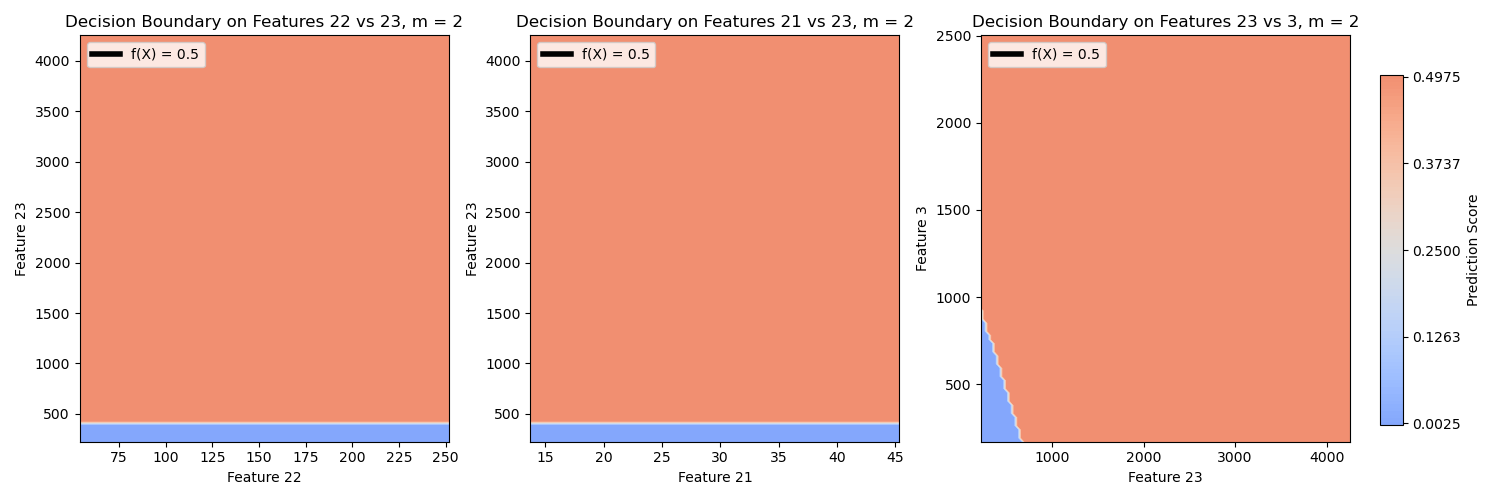 Decision Boundary on Features 22 vs 23, m = 2
f(X) = 0.5
4000
3500
3000
2500
2000
1500
1000
500
75 100 125 150 175 200 225 250
Feature 22
Feature 23
Decision Boundary on Features 21 vs 23, m = 2
f(X) = 0.5
4000
3500
3000
2500
2000
1500
1000
500
15 20 25 30 35 40 45
Feature 21
Feature 23
Decision Boundary on Features 23 vs 3, m = 2
f(X) = 0.5
2500
2000
1500
1000
500
1000 2000 3000 4000
Feature 23
Feature 3
0.4975
0.3737
0.2500
0.1263
0.0025
Prediction Score